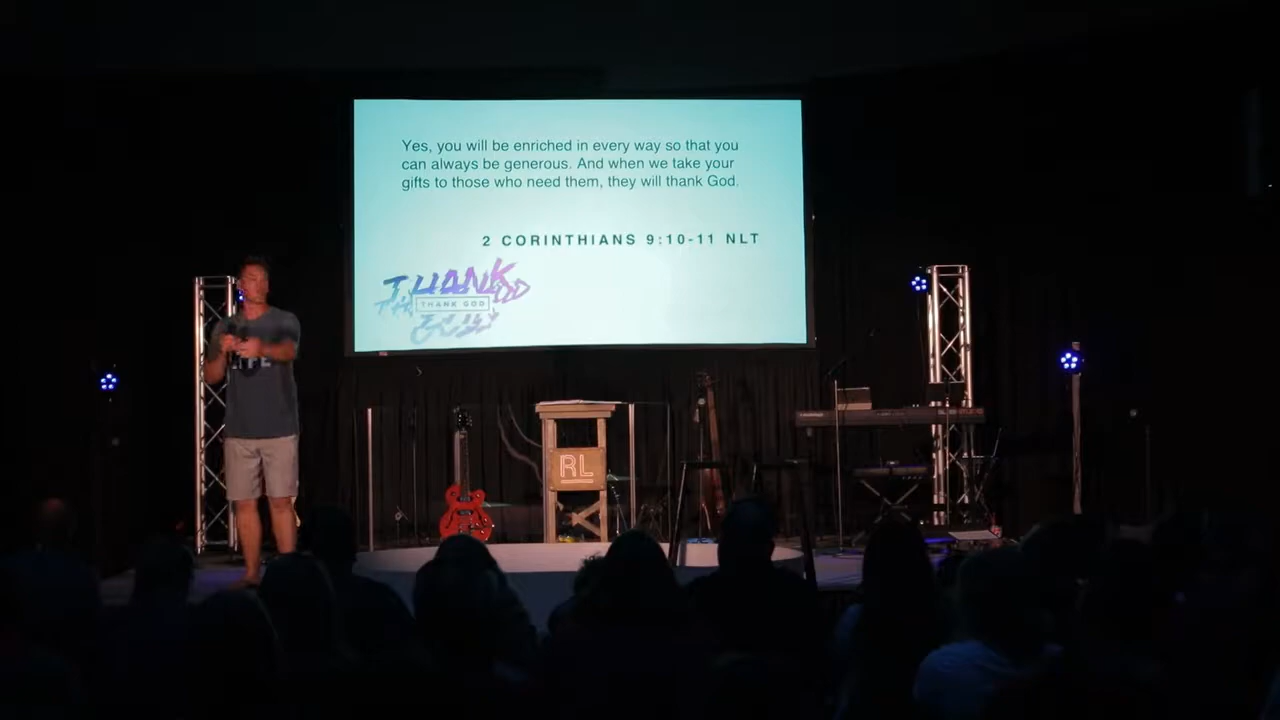 Yes, you will be enriched in every way so that you
can always be generous. And when we take your
gifts to those who need them, they will thank God.
2 CORINTHIANS 9:10-11 NLT
THANK
THANK GOD
RL